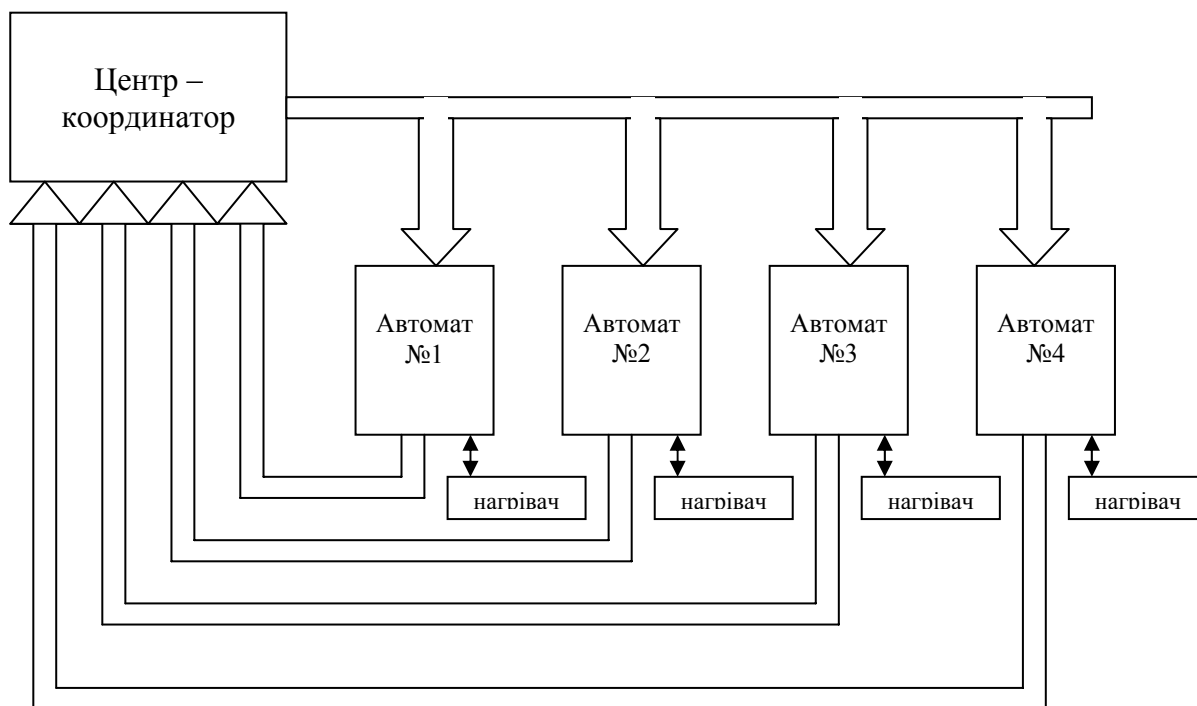 Центр –
координатор
Автомат
№1
Автомат
№2
Автомат
№3
Автомат
№4
нагрівач
нагрівач
нагрівач
нагрівач